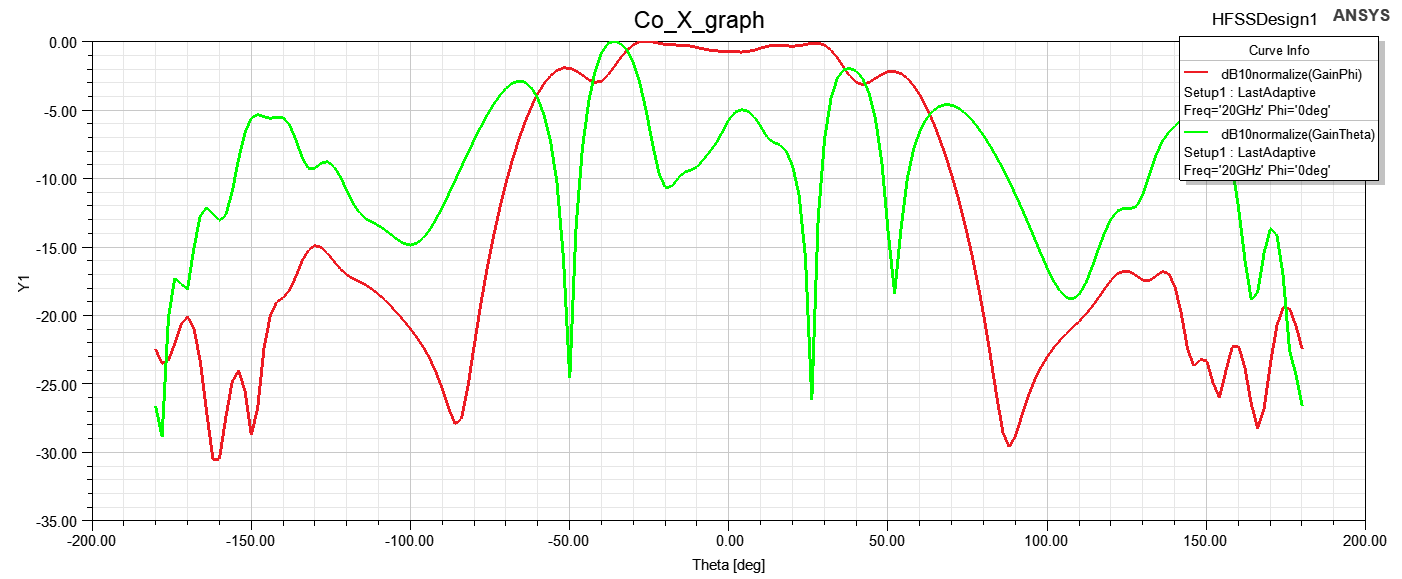 Co_X_graph
HFSSDesign1
ANSYS
Curve Info
dB10normalize(GainPhi)
Setup1 : LastAdaptive
Freq='20GHz' Phi='0deg'
dB10normalize(GainTheta)
Setup1 : LastAdaptive
Freq='20GHz' Phi='0deg'
0.00
-5.00
-10.00
-15.00
-20.00
-25.00
-30.00
-35.00
Y1
-200.00 -150.00 -100.00 -50.00 0.00 50.00 100.00 150.00 200.00
Theta [deg]